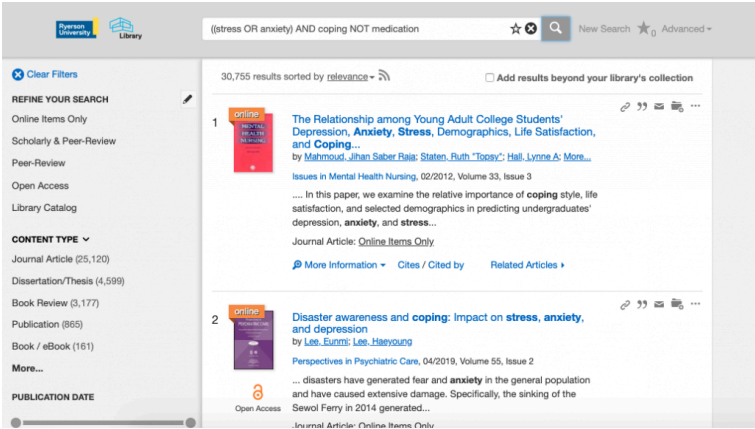 Ryerson University
Library
((stress OR anxiety) AND coping NOT medication
New Search
0
Advanced
Clear Filters
REFINE YOUR SEARCH
Online Items Only
Scholarly & Peer-Review
Peer-Review
Open Access
Library Catalog
CONTENT TYPE
Journal Article (25,120)
Dissertation/Thesis (4,599)
Book Review (3,177)
Publication (865)
Book / eBook (161)
More...
PUBLICATION DATE
30,755 results sorted by relevance
Add results beyond your library's collection
1
online
MENTAL HEALTH NURSING
The Relationship among Young Adult College Students'
Depression, Anxiety, Stress, Demographics, Life Satisfaction,
and Coping...
by Mahmoud, Jihan Saber Raja; Staten, Ruth "Topsy"; Hall, Lynne A; More...
Issues in Mental Health Nursing, 02/2012, Volume 33, Issue 3
.... In this paper, we examine the relative importance of coping style, life
satisfaction, and selected demographics in predicting undergraduates'
depression, anxiety, and stress...
Journal Article: Online Items Only
More Information
Cites / Cited by
Related Articles
2
online
PSYCHIATRIC CARE
Open Access
Disaster awareness and coping: Impact on stress, anxiety,
and depression
by Lee, Eunmi; Lee, Haeyoung
Perspectives in Psychiatric Care, 04/2019, Volume 55, Issue 2
... disasters have generated fear and anxiety in the general population
and have caused extensive damage. Specifically, the sinking of the
Sewol Ferry in 2014 generated...
Journal Article: Online Items Only